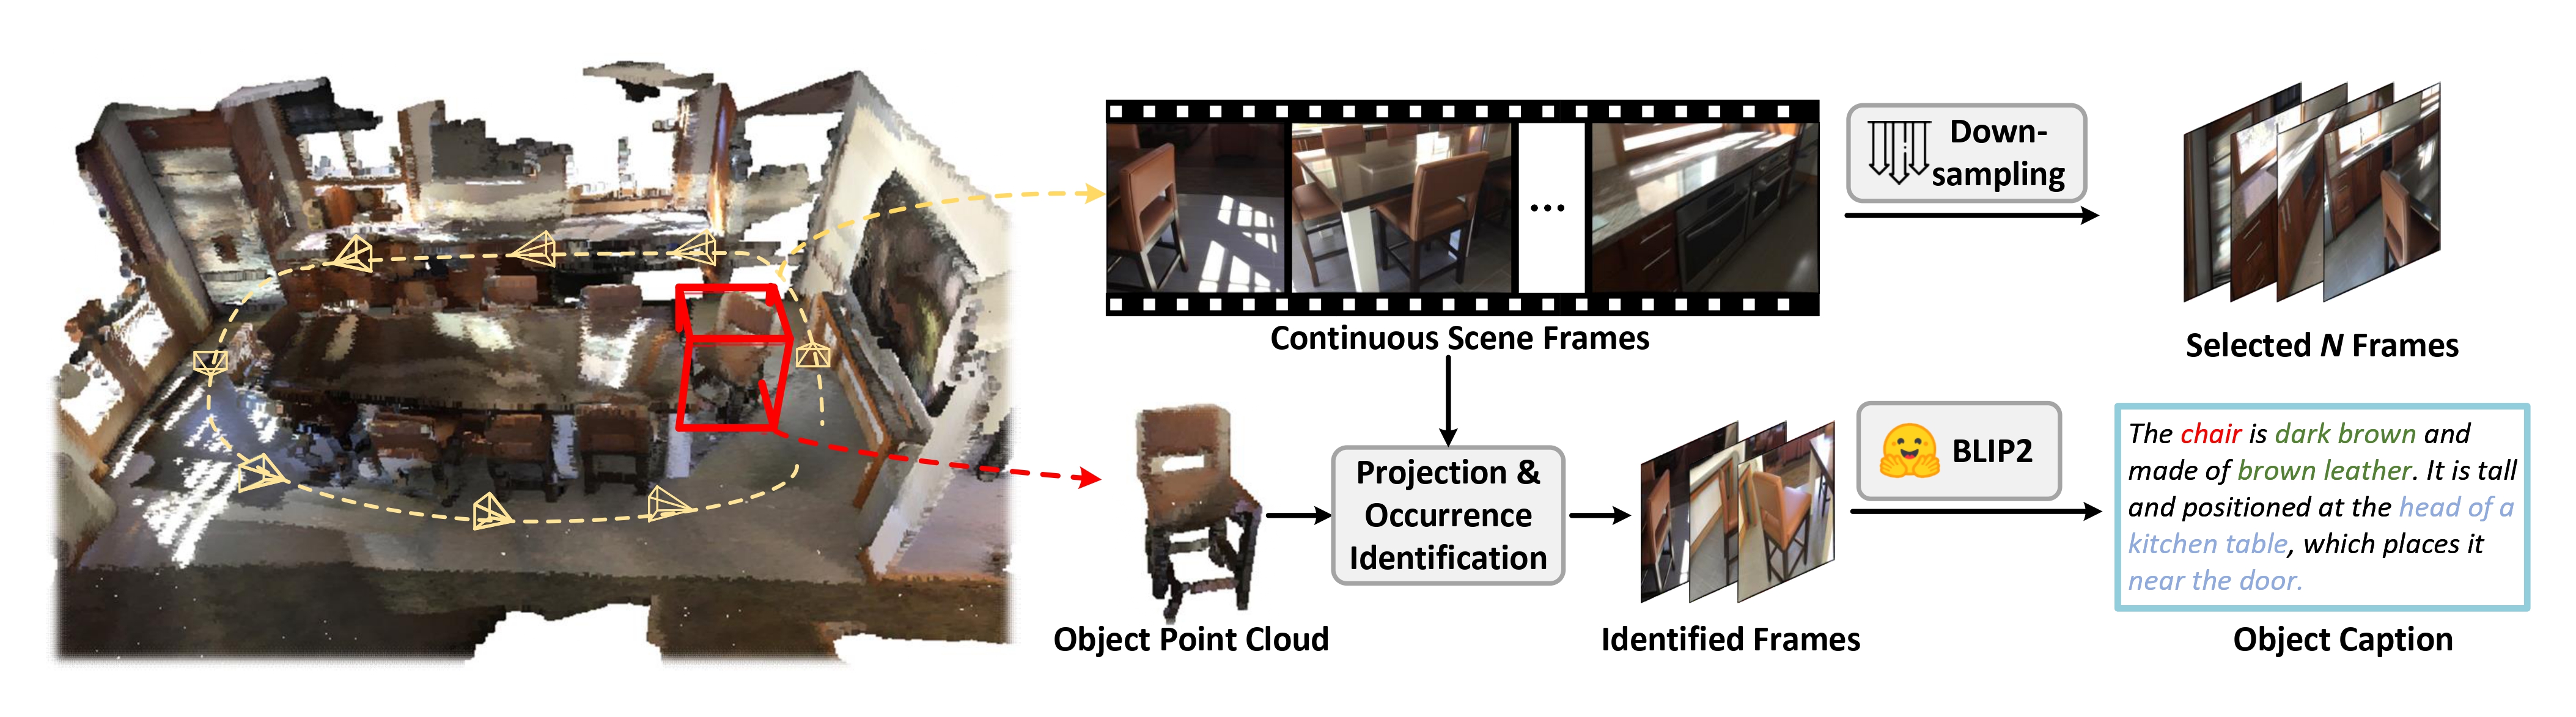 Down-
sampling
...
Continuous Scene Frames
Selected N Frames
Projection &
Occurrence
Identification
BLIP2
The chair is dark brown and
made of brown leather. It is tall
and positioned at the head of a
kitchen table, which places it
near the door.
Object Point Cloud
Identified Frames
Object Caption